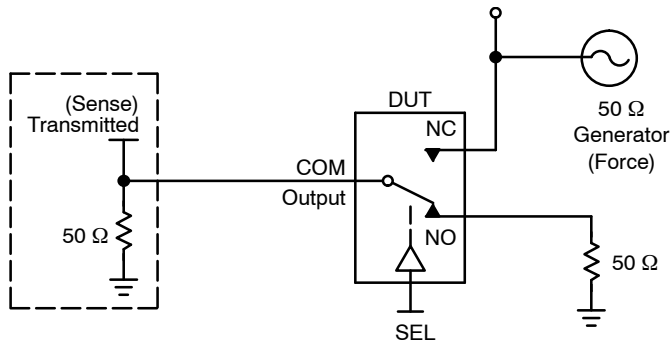 (Sense)
Transmitted
50 Ω
COM
Output
DUT
NC
NO
SEL
50 Ω
Generator
(Force)
50 Ω